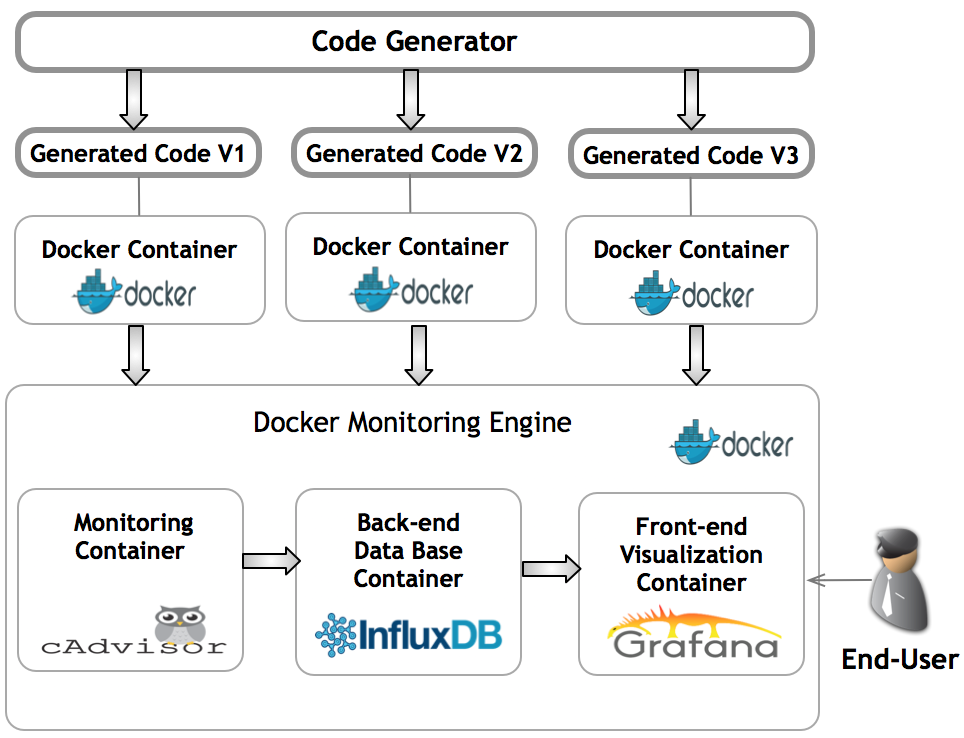 Code Generator
Generated Code V1
Generated Code V2
Generated Code V3
Docker Container
docker
Docker Container
docker
Docker Container
docker
Docker Monitoring Engine
docker
Monitoring
Container
cAdvisor
Back-end
Data Base
Container
InfluxDB
Front-end
Visualization
Container
Grafana
End-User